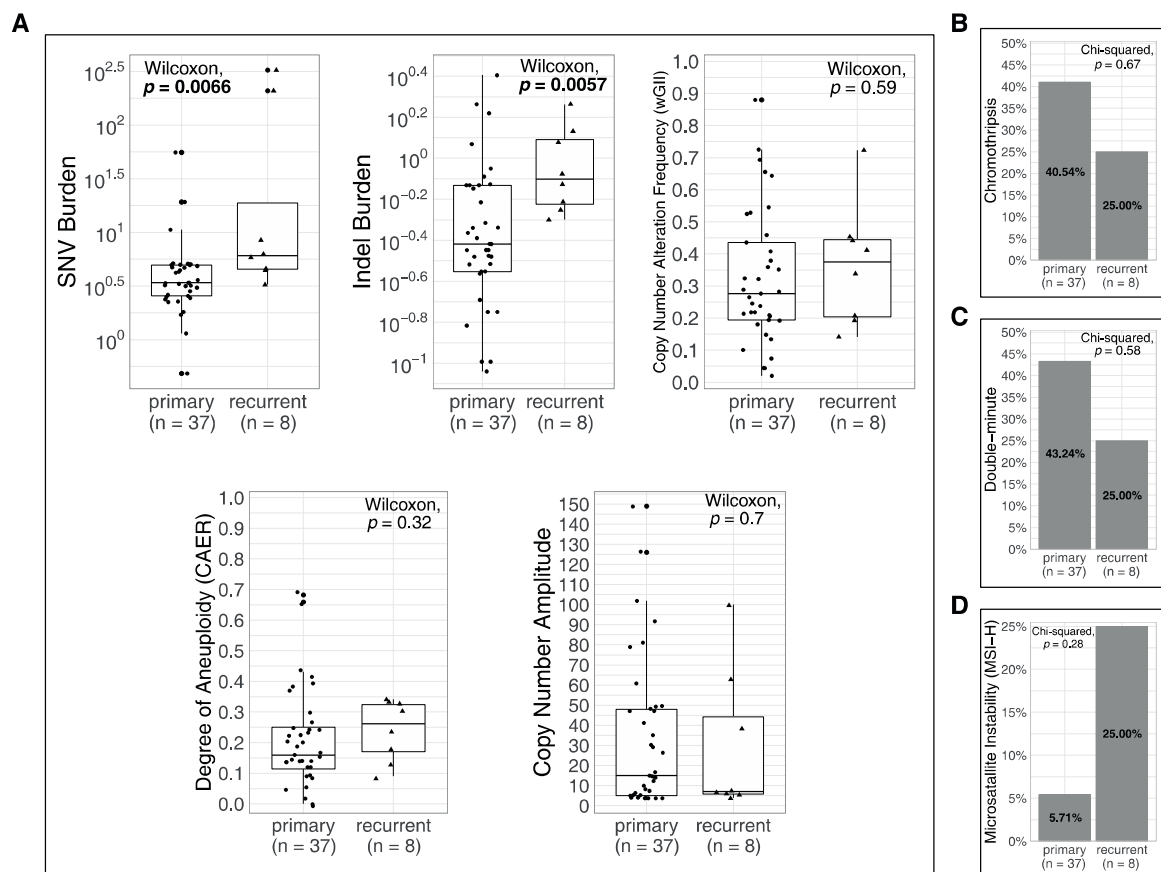 A
SNV Burden
10^2.5
10^2
10^1.5
10^1
10^0.5
10^0
Wilcoxon,
p = 0.0066
primary
(n = 37)
recurrent
(n = 8)
Indel Burden
10^0.4
10^0.2
10^0
10^−0.2
10^−0.4
10^−0.6
10^−0.8
10^−1
Wilcoxon,
p = 0.0057
primary
(n = 37)
recurrent
(n = 8)
Copy Number Alteration Frequency (wGII)
1.0
0.9
0.8
0.7
0.6
0.5
0.4
0.3
0.2
0.1
0.0
Wilcoxon,
p = 0.59
primary
(n = 37)
recurrent
(n = 8)
Degree of Aneuploidy (CAER)
1.0
0.9
0.8
0.7
0.6
0.5
0.4
0.3
0.2
0.1
0.0
Wilcoxon,
p = 0.32
primary
(n = 37)
recurrent
(n = 8)
Copy Number Amplitude
150
140
130
120
110
100
90
80
70
60
50
40
30
20
10
0
Wilcoxon,
p = 0.7
primary
(n = 37)
recurrent
(n = 8)
B
Chromothripsis
50%
45%
40%
35%
30%
25%
20%
15%
10%
5%
0%
Chi-squared,
p = 0.67
40.54%
25.00%
primary
(n = 37)
recurrent
(n = 8)
C
Double−minute
50%
45%
40%
35%
30%
25%
20%
15%
10%
5%
0%
Chi-squared,
p = 0.58
43.24%
25.00%
primary
(n = 37)
recurrent
(n = 8)
D
Microsatallite Instability (MSI−H)
25%
20%
15%
10%
5%
0%
Chi-squared,
p = 0.28
5.71%
25.00%
primary
(n = 37)
recurrent
(n = 8)